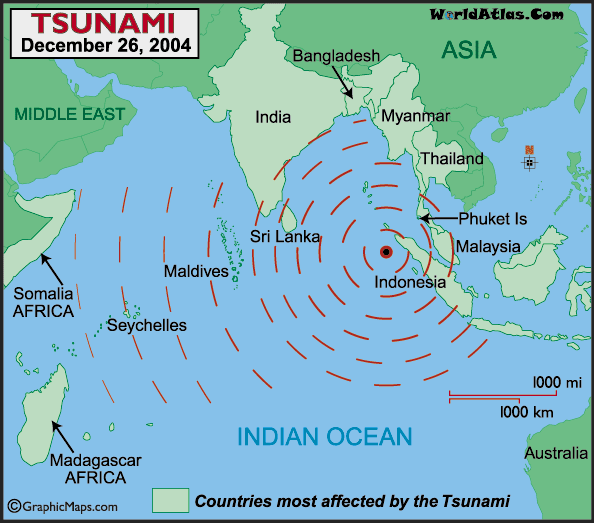 TSUNAMI
December 26, 2004
WorldAtlas.Com
ASIA
Bangladesh
MIDDLE EAST
India
Myanmar
Thailand
N
Phuket Is
Sri Lanka
Malaysia
Maldives
Indonesia
Somalia
AFRICA
Seychelles
1000 mi
1000 km
INDIAN OCEAN
Australia
Madagascar
AFRICA
Countries most affected by the Tsunami
©GraphicMaps.com